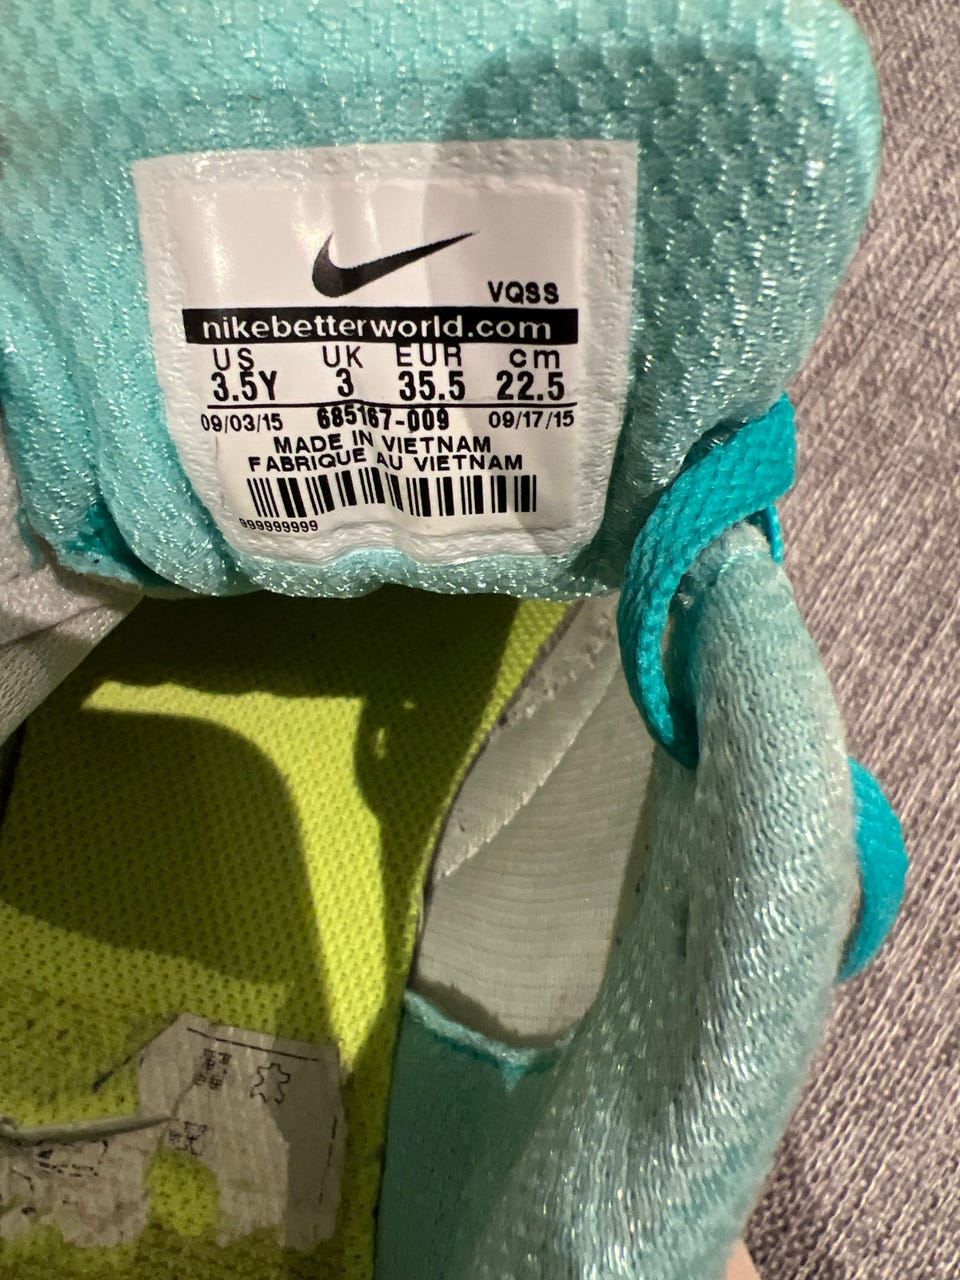 VQSS
nikebetterworld.com
US UK EUR cm
3.5Y 3 35.5 22.5
09/03/15 685167-009 09/17/15
MADE IN VIETNAM
FABRIQUE AU VIETNAM
999999999